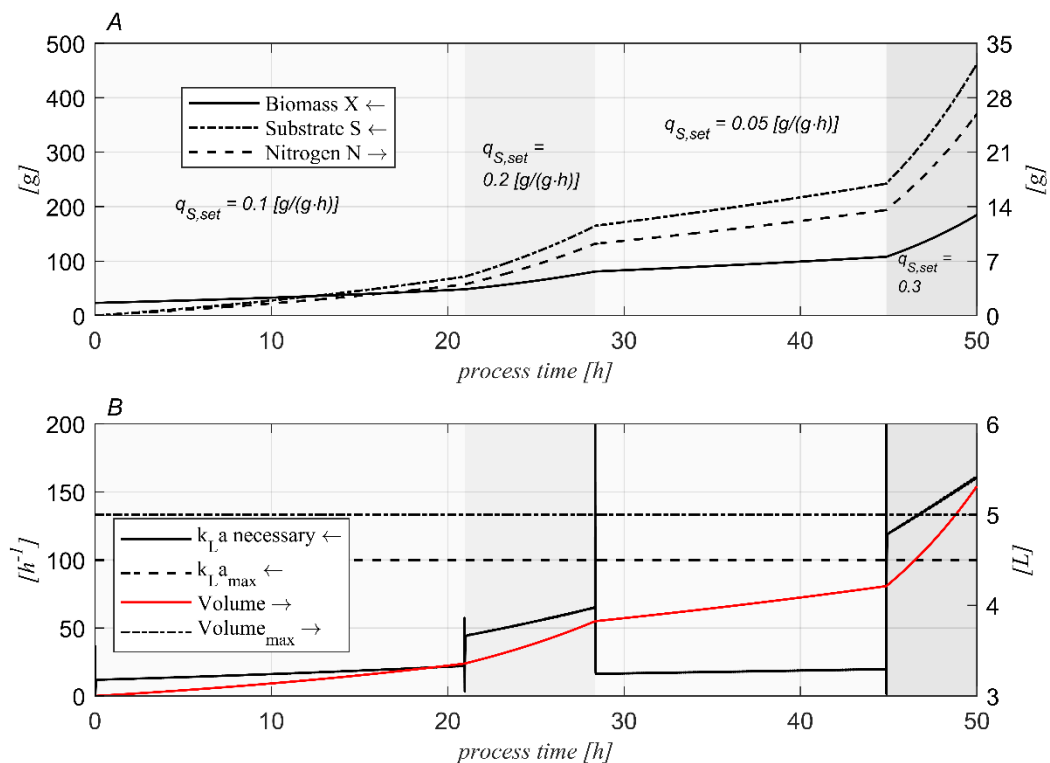 A
500
400
300
200
100
0
[g]
35
28
21
14
7
0
[g]
Biomass X ←
Substrate S ←
Nitrogen N →
q_S,set = 0.1 [g/(g·h)]
q_S,set =
0.2 [g/(g·h)]
q_S,set = 0.05 [g/(g·h)]
q_S,set =
0.3
0 10 20 30 40 50
process time [h]
B
200
150
100
50
0
[h⁻¹]
6
5
4
3
[L]
k_L a necessary ←
k_L a_max ←
Volume →
Volume_max →
0 10 20 30 40 50
process time [h]